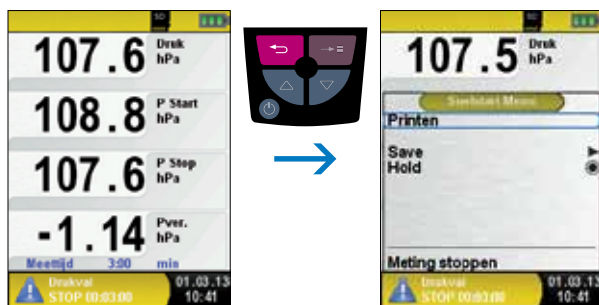 107.6 Druk hPa
108.8 P Start hPa
107.6 P Stop hPa
-1.14 Pver. hPa
Meettijd 3:00 min
Drukval 01.03.13
STOP 00:03:00 10:41
107.5 Druk hPa
Snelstart Menu
Printen
Save
Hold
Meting stoppen
Drukval 01.03.13
STOP 00:03:00 10:41